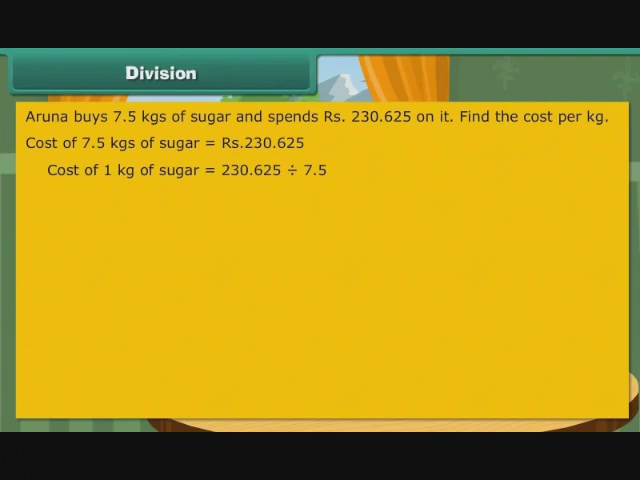 Division
Aruna buys 7.5 kgs of sugar and spends Rs. 230.625 on it. Find the cost per kg.
Cost of 7.5 kgs of sugar = Rs.230.625
Cost of 1 kg of sugar = 230.625 ÷ 7.5